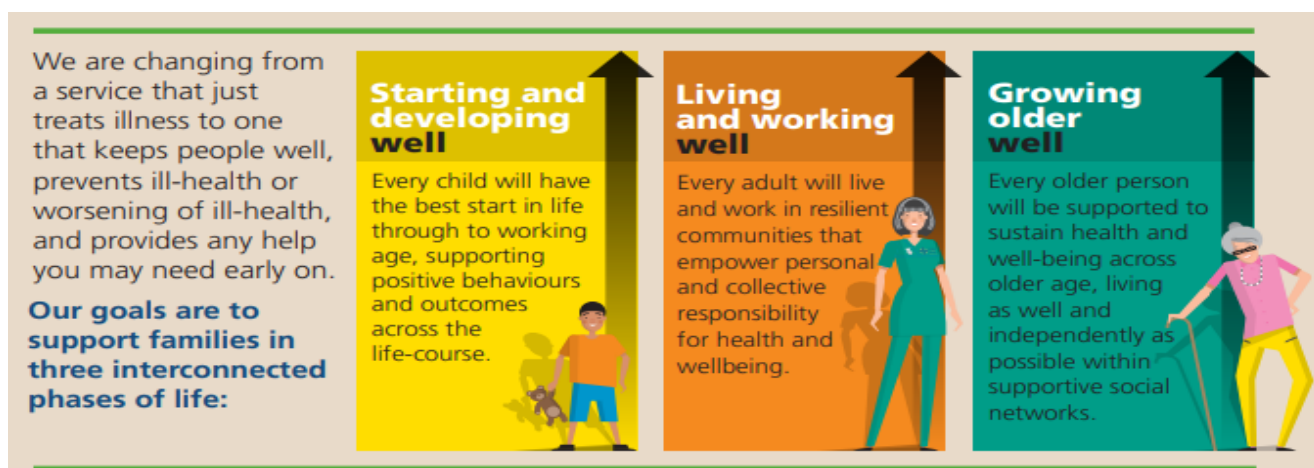 We are changing from
a service that just
treats illness to one
that keeps people well,
prevents ill-health or
worsening of ill-health,
and provides any help
you may need early on.
Our goals are to
support families in
three interconnected
phases of life:
Starting and
developing
well
Every child will have
the best start in life
through to working
age, supporting
positive behaviours
and outcomes
across the
life-course.
Living
and working
well
Every adult will live
and work in resilient
communities that
empower personal
and collective
responsibility
for health and
wellbeing.
Growing
older
well
Every older person
will be supported to
sustain health and
well-being across
older age, living
as well and
independently as
possible within
supportive social
networks.